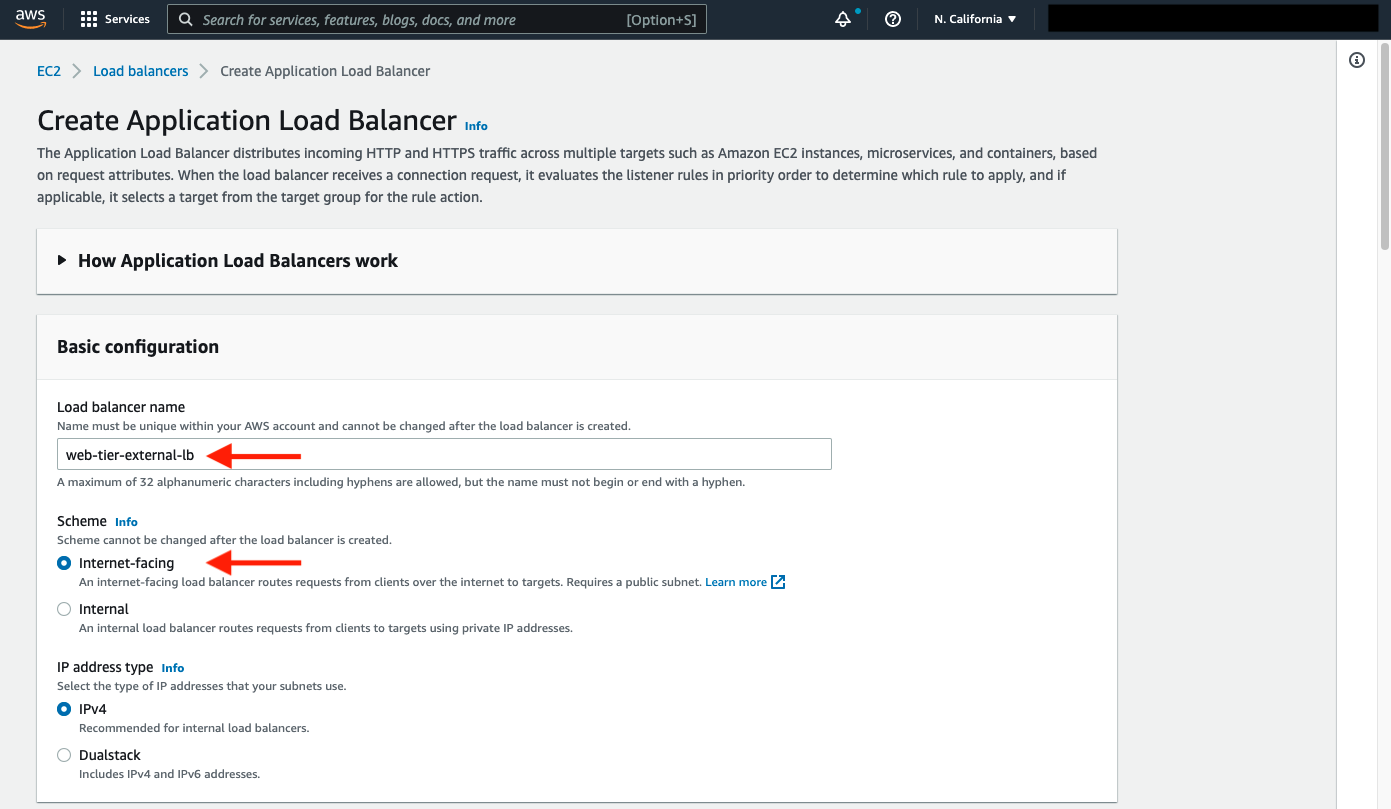 aws Services Search for services, features, blogs, docs, and more [Option+S] N. California
EC2 Load balancers Create Application Load Balancer
Create Application Load Balancer Info
The Application Load Balancer distributes incoming HTTP and HTTPS traffic across multiple targets such as Amazon EC2 instances, microservices, and containers, based
on request attributes. When the load balancer receives a connection request, it evaluates the listener rules in priority order to determine which rule to apply, and if
applicable, it selects a target from the target group for the rule action.
How Application Load Balancers work
Basic configuration
Load balancer name
Name must be unique within your AWS account and cannot be changed after the load balancer is created.
web-tier-external-lb
A maximum of 32 alphanumeric characters including hyphens are allowed, but the name must not begin or end with a hyphen.
Scheme Info
Scheme cannot be changed after the load balancer is created.
Internet-facing
An internet-facing load balancer routes requests from clients over the internet to targets. Requires a public subnet. Learn more
Internal
An internal load balancer routes requests from clients to targets using private IP addresses.
IP address type Info
Select the type of IP addresses that your subnets use.
IPv4
Recommended for internal load balancers.
Dualstack
Includes IPv4 and IPv6 addresses.